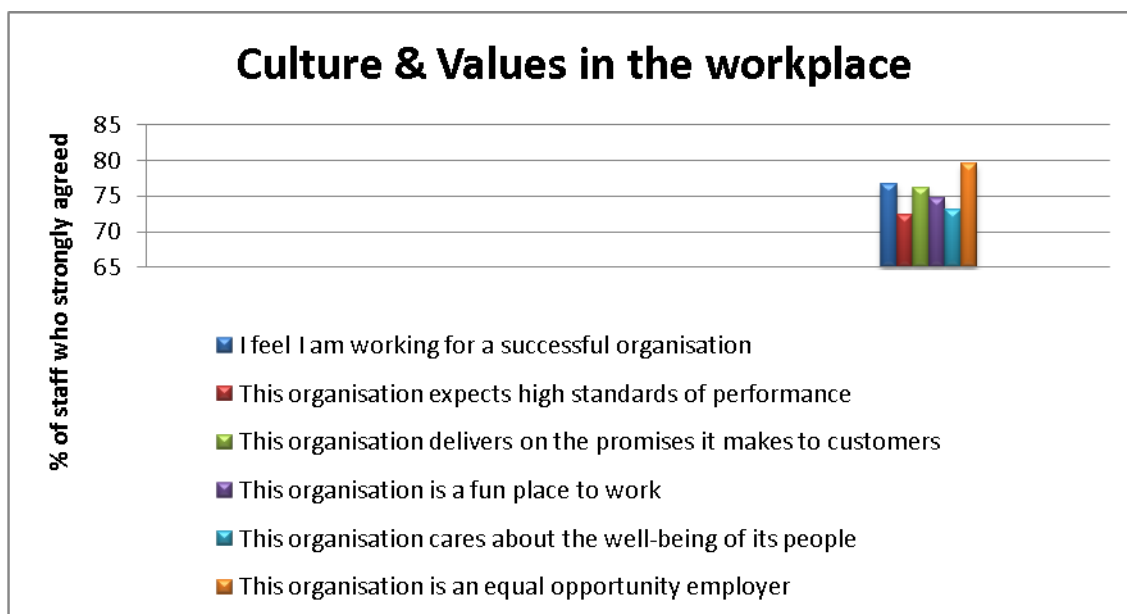 Culture & Values in the workplace
% of staff who strongly agreed
85
80
75
70
65
I feel I am working for a successful organisation
This organisation expects high standards of performance
This organisation delivers on the promises it makes to customers
This organisation is a fun place to work
This organisation cares about the well-being of its people
This organisation is an equal opportunity employer